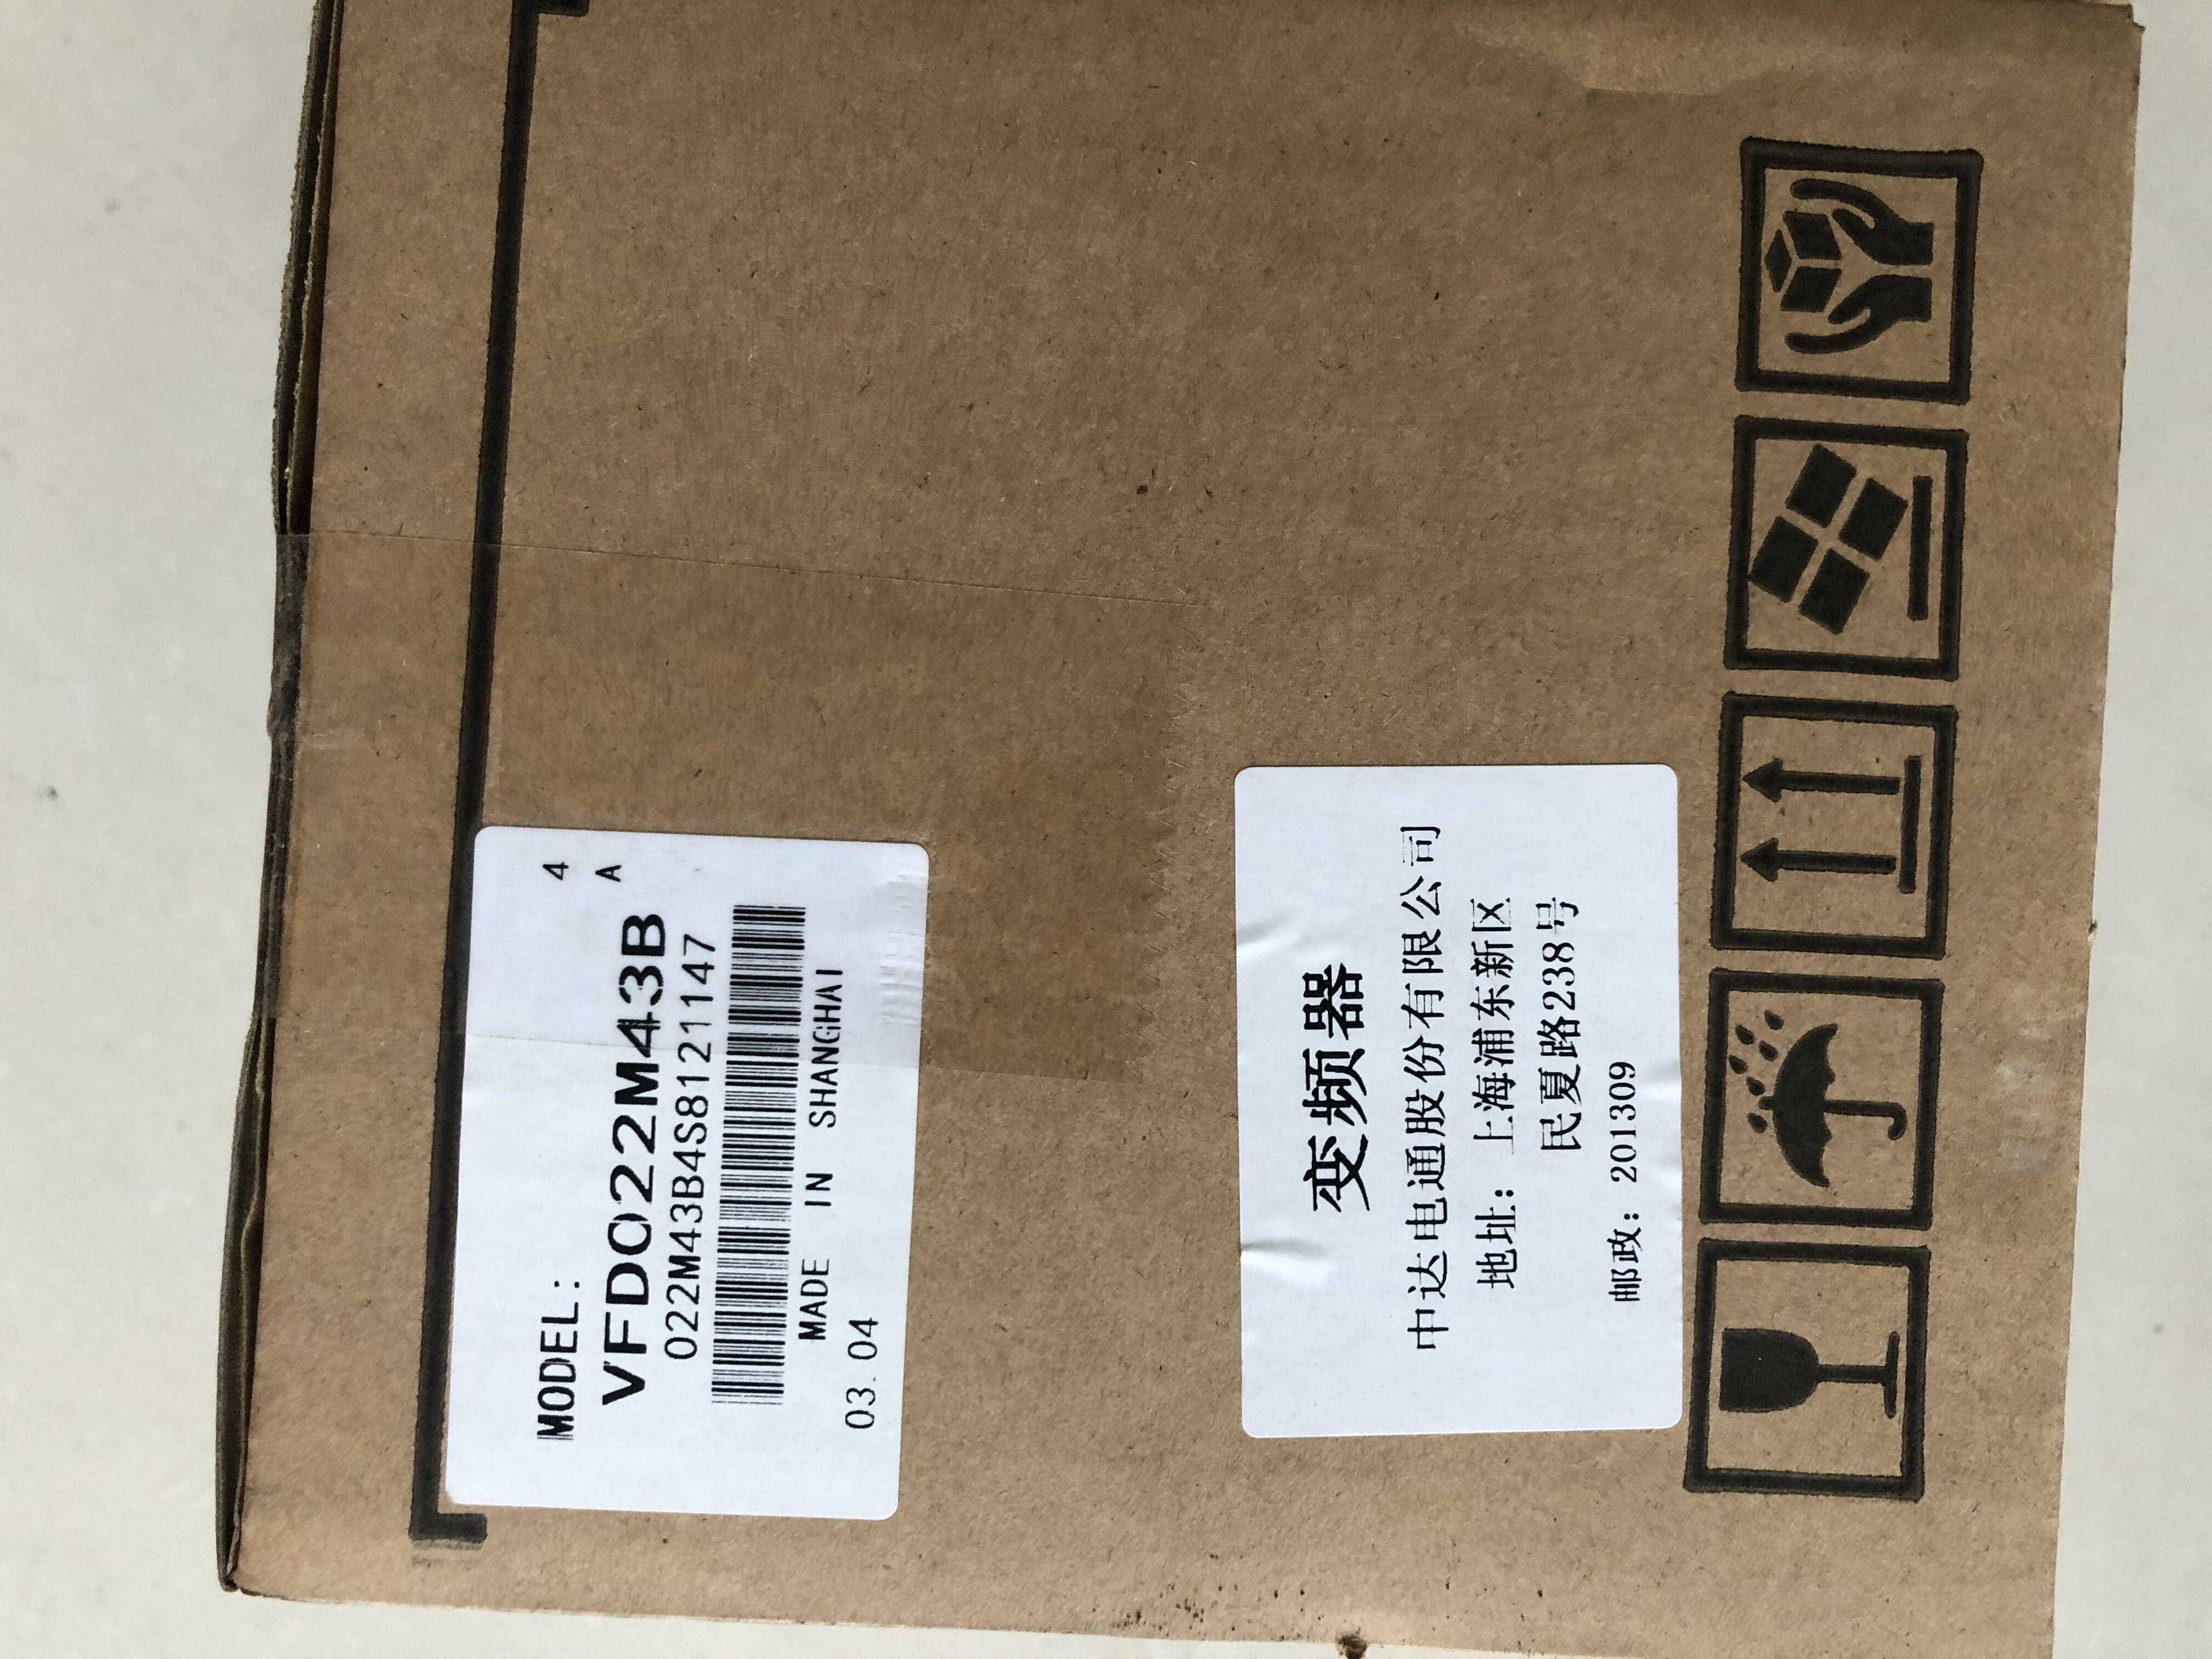 MODEL: 4
VFD022M43B A
022M43B4S8121147
MADE IN SHANGHAI
03.04
变频器
中达电通股份有限公司
地址：上海浦东新区
民夏路238号
邮政：201309